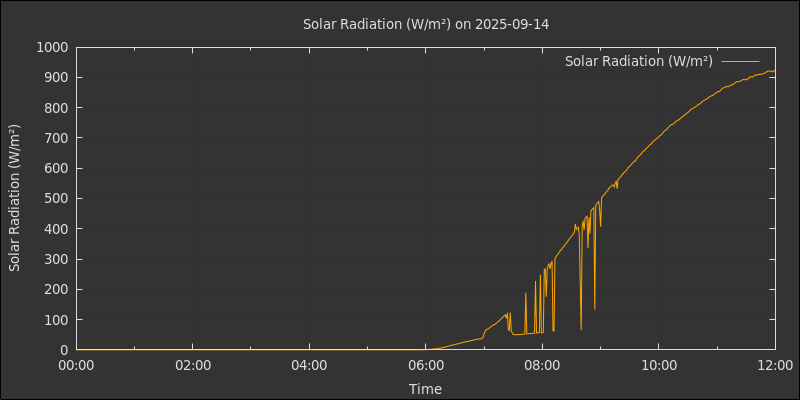 Solar Radiation (W/m²) on 2025-09-14
Solar Radiation (W/m²)
Solar Radiation (W/m²)
1000
900
800
700
600
500
400
300
200
100
0
00:00 02:00 04:00 06:00 08:00 10:00 12:00
Time